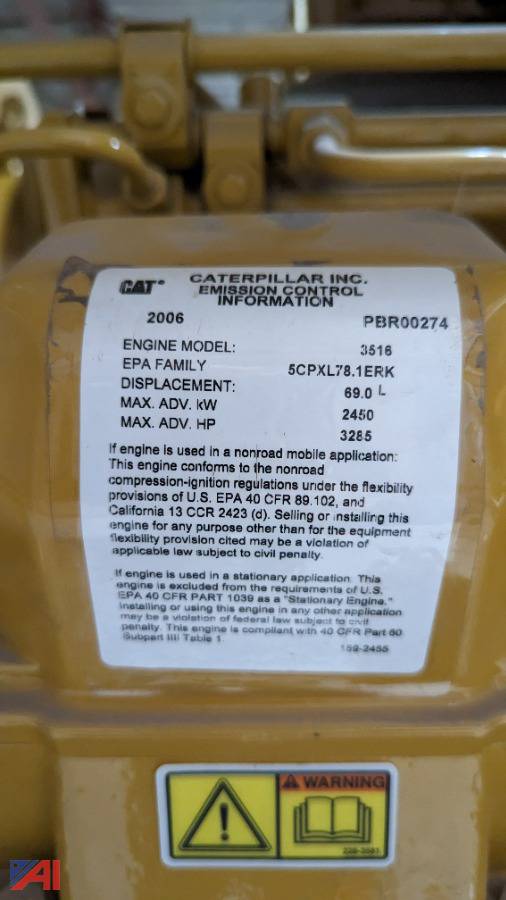 CAT®
CATERPILLAR INC.
EMISSION CONTROL
INFORMATION
2006 PBR00274
ENGINE MODEL: 3516
EPA FAMILY 5CPXL78.1ERK
DISPLACEMENT: 69.0 L
MAX. ADV. kW 2450
MAX. ADV. HP 3285
If engine is used in a nonroad mobile application:
This engine conforms to the nonroad
compression-ignition regulations under the flexibility
provisions of U.S. EPA 40 CFR 89.102, and
California 13 CCR 2423 (d). Selling or installing this
engine for any purpose other than for the equipment
flexibility provision cited may be a violation of
applicable law subject to civil penalty.
If engine is used in a stationary application. This
engine is excluded from the requirements of U.S.
EPA 40 CFR PART 1039 as a "Stationary Engine."
Installing or using this engine in any other application
may be a violation of federal law subject to civil
penalty. This engine is compliant with 40 CFR Part 60
Subpart IIII Table 1.
159-2455
WARNING
AI